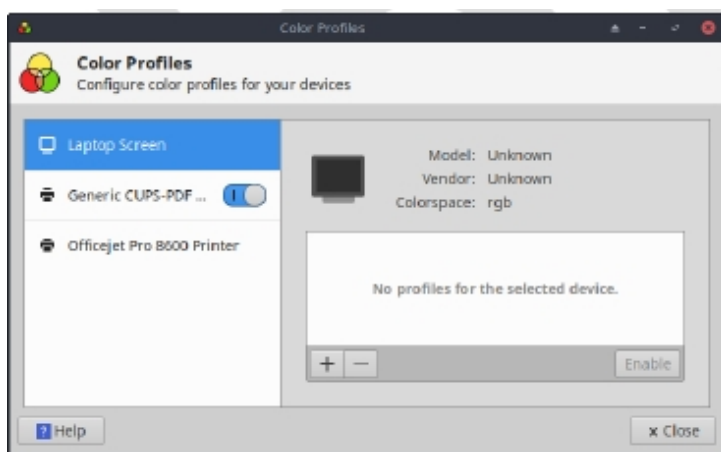 Color Profiles
Color Profiles
Configure color profiles for your devices
Laptop Screen
Generic CUPS-PDF ...
Officejet Pro 8600 Printer
Model: Unknown
Vendor: Unknown
Colorspace: rgb
No profiles for the selected device.
+ −
Enable
? Help
x Close